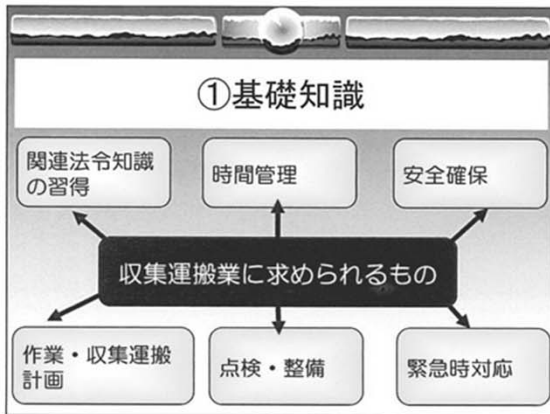 ①基礎知識
関連法令知識
の習得
時間管理
安全確保
収集運搬業に求められるもの
作業・収集運搬
計画
点検・整備
緊急時対応